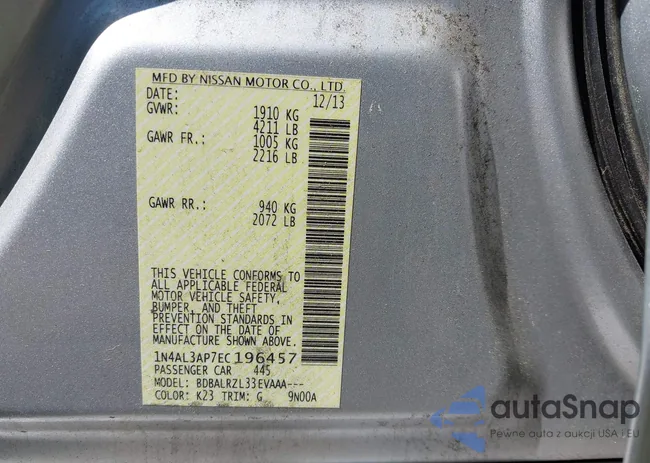 MFD BY NISSAN MOTOR CO., LTD.
DATE: 12/13
GVWR: 1910 KG
4211 LB
GAWR FR.: 1005 KG
2216 LB
GAWR RR.: 940 KG
2072 LB
THIS VEHICLE CONFORMS TO
ALL APPLICABLE FEDERAL
MOTOR VEHICLE SAFETY,
BUMPER, AND THEFT
PREVENTION STANDARDS IN
EFFECT ON THE DATE OF
MANUFACTURE SHOWN ABOVE.
1N4AL3AP7EC196457
PASSENGER CAR 445
MODEL: BDBALRZL33EVAAA---
COLOR: K23 TRIM: G 9N00A
autaSnap
Pewne auta z aukcji USA i EU